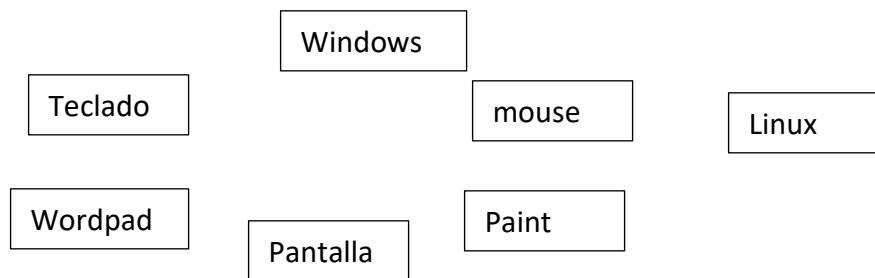 Windows
Teclado
mouse
Linux
Wordpad
Paint
Pantalla